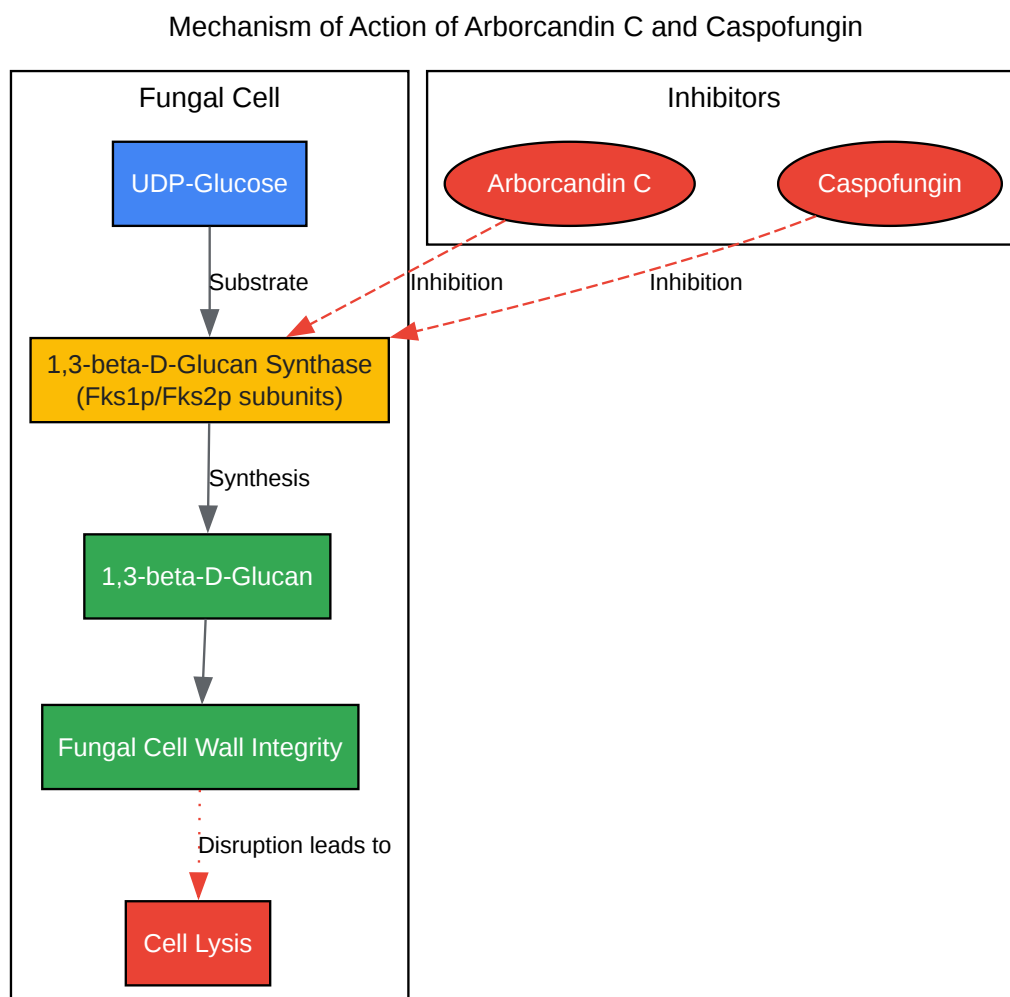 Mechanism of Action of Arborcandin C and Caspofungin
Fungal Cell
Inhibitors
UDP-Glucose
Arborcandin C
Caspofungin
Substrate
Inhibition
Inhibition
1,3-beta-D-Glucan Synthase
(Fks1p/Fks2p subunits)
Synthesis
1,3-beta-D-Glucan
Fungal Cell Wall Integrity
Disruption leads to
Cell Lysis